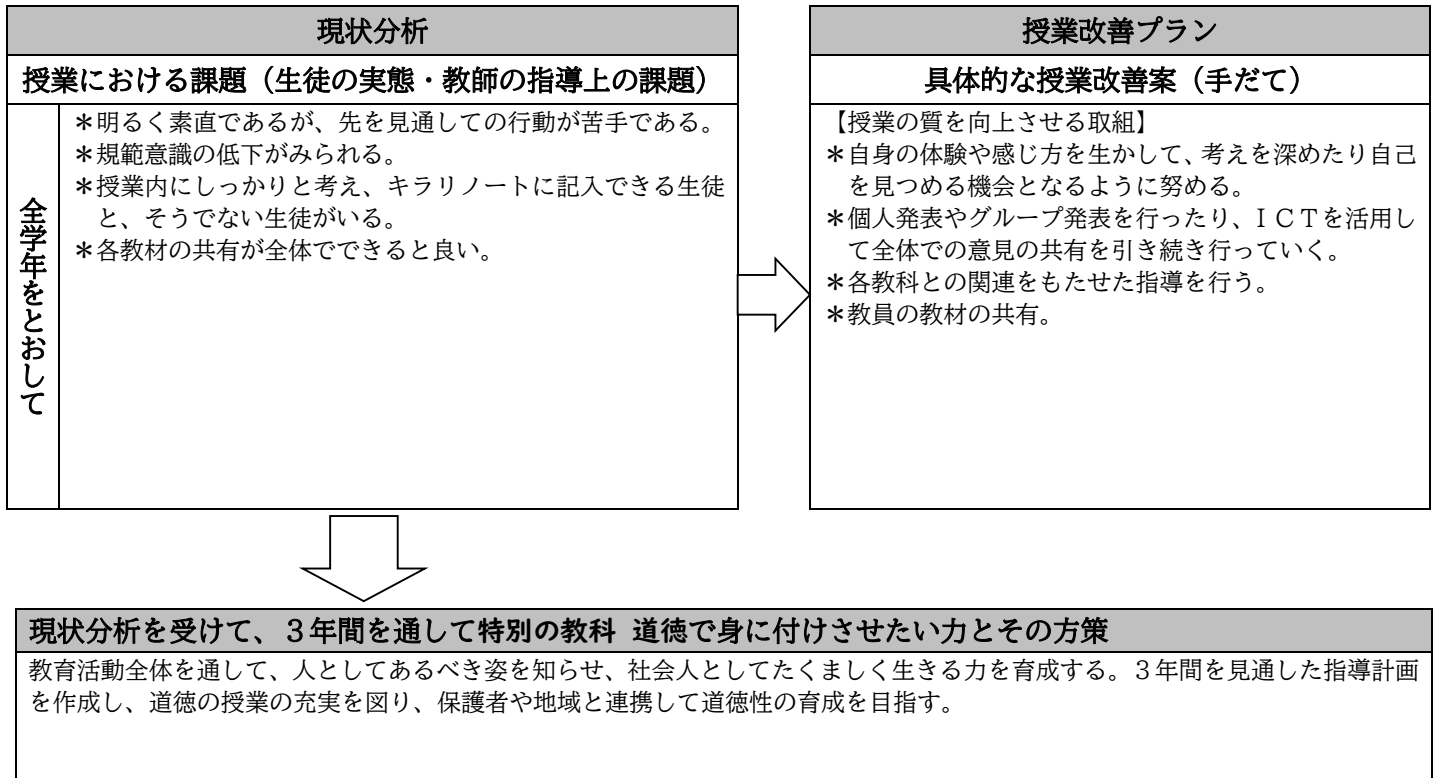 現状分析
授業における課題（生徒の実態・教師の指導上の課題）
全学年をとおして
＊明るく素直であるが、先を見通しての行動が苦手である。
＊規範意識の低下がみられる。
＊授業内にしっかりと考え、キラリノートに記入できる生徒
と、そうでない生徒がいる。
＊各教材の共有が全体でできると良い。
授業改善プラン
具体的な授業改善案（手だて）
【授業の質を向上させる取組】
＊自身の体験や感じ方を生かして、考えを深めたり自己
を見つめる機会となるように努める。
＊個人発表やグループ発表を行ったり、ＩＣＴを活用し
て全体での意見の共有を引き続き行っていく。
＊各教科との関連をもたせた指導を行う。
＊教員の教材の共有。
現状分析を受けて、３年間を通して特別の教科 道徳で身に付けさせたい力とその方策
教育活動全体を通して、人としてあるべき姿を知らせ、社会人としてたくましく生きる力を育成する。３年間を見通した指導計画
を作成し、道徳の授業の充実を図り、保護者や地域と連携して道徳性の育成を目指す。